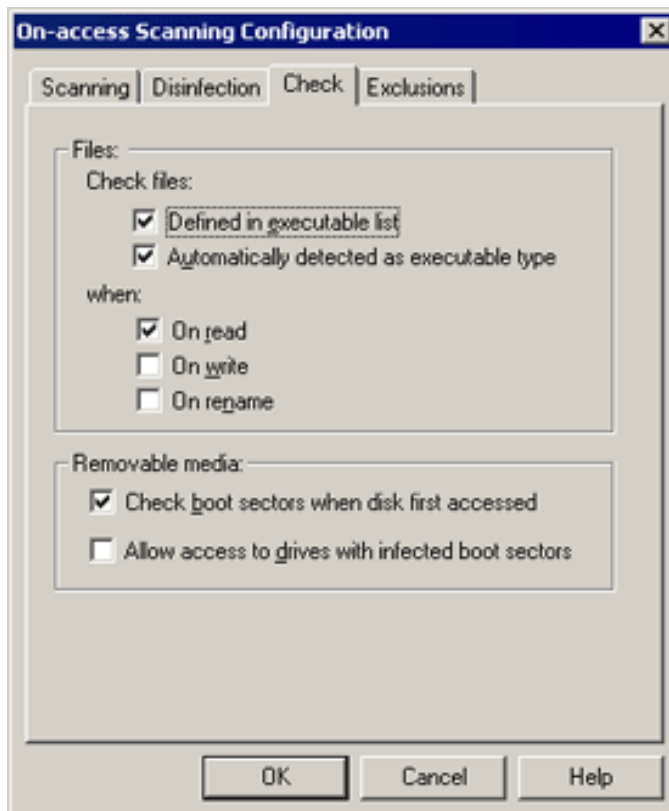 On-access Scanning Configuration
Scanning Disinfection Check Exclusions
Files:
Check files:
Defined in executable list
Automatically detected as executable type
when:
On read
On write
On rename
Removable media:
Check boot sectors when disk first accessed
Allow access to drives with infected boot sectors
OK Cancel Help